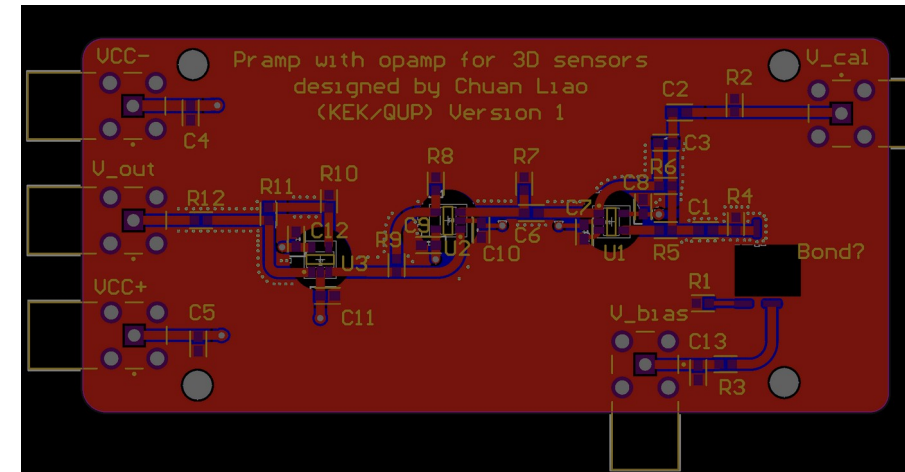 VCC-
Pramp with opamp for 3D sensors
designed by Chuan Liao
(KEK/QUP) Version 1
V_cal
C2
R2
C4
C3
V_out
R8
R7
R6
R10
R12
R11
C8
C7
C1
R4
C12
C9
U2
C10
C6
U1
R5
Bond?
U3
R9
R1
C11
VCC+
C5
V_bias
C13
R3